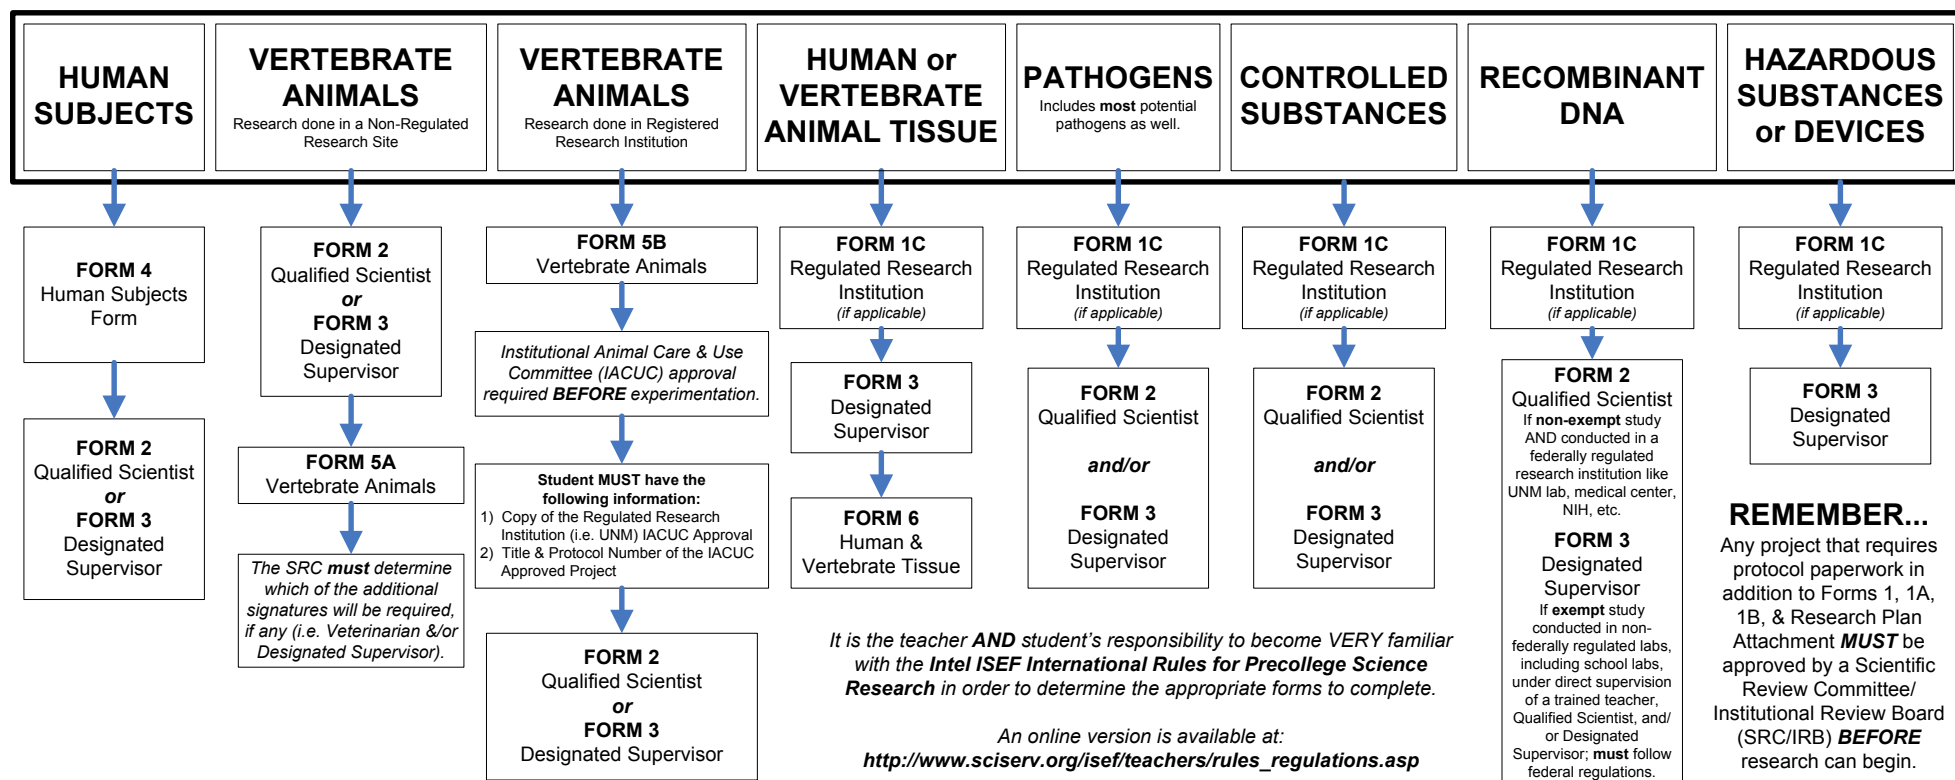 HUMAN
SUBJECTS
VERTEBRATE
ANIMALS
Research done in a Non-Regulated
Research Site
VERTEBRATE
ANIMALS
Research done in Registered
Research Institution
HUMAN or
VERTEBRATE
ANIMAL TISSUE
PATHOGENS
Includes most potential
pathogens as well.
CONTROLLED
SUBSTANCES
RECOMBINANT
DNA
HAZARDOUS
SUBSTANCES
or DEVICES
FORM 4
Human Subjects
Form
FORM 2
Qualified Scientist
or
FORM 3
Designated
Supervisor
FORM 2
Qualified Scientist
or
FORM 3
Designated
Supervisor
FORM 5A
Vertebrate Animals
The SRC must determine
which of the additional
signatures will be required,
if any (i.e. Veterinarian &/or
Designated Supervisor).
FORM 5B
Vertebrate Animals
Institutional Animal Care & Use
Committee (IACUC) approval
required BEFORE experimentation.
Student MUST have the
following information:
1) Copy of the Regulated Research
Institution (i.e. UNM) IACUC Approval
2) Title & Protocol Number of the IACUC
Approved Project
FORM 2
Qualified Scientist
or
FORM 3
Designated Supervisor
FORM 1C
Regulated Research
Institution
(if applicable)
FORM 3
Designated
Supervisor
FORM 6
Human &
Vertebrate Tissue
FORM 1C
Regulated Research
Institution
(if applicable)
FORM 2
Qualified Scientist
and/or
FORM 3
Designated
Supervisor
FORM 1C
Regulated Research
Institution
(if applicable)
FORM 2
Qualified Scientist
and/or
FORM 3
Designated
Supervisor
FORM 1C
Regulated Research
Institution
(if applicable)
FORM 2
Qualified Scientist
If non-exempt study
AND conducted in a
federally regulated
research institution like
UNM lab, medical center,
NIH, etc.
FORM 3
Designated
Supervisor
If exempt study
conducted in non-
federally regulated labs,
including school labs,
under direct supervision
of a trained teacher,
Qualified Scientist, and/
or Designated
Supervisor; must follow
federal regulations.
FORM 1C
Regulated Research
Institution
(if applicable)
FORM 3
Designated
Supervisor
REMEMBER...
Any project that requires
protocol paperwork in
addition to Forms 1, 1A,
1B, & Research Plan
Attachment MUST be
approved by a Scientific
Review Committee/
Institutional Review Board
(SRC/IRB) BEFORE
research can begin.
It is the teacher AND student's responsibility to become VERY familiar
with the Intel ISEF International Rules for Precollege Science
Research in order to determine the appropriate forms to complete.
An online version is available at:
http://www.sciserv.org/isef/teachers/rules_regulations.asp